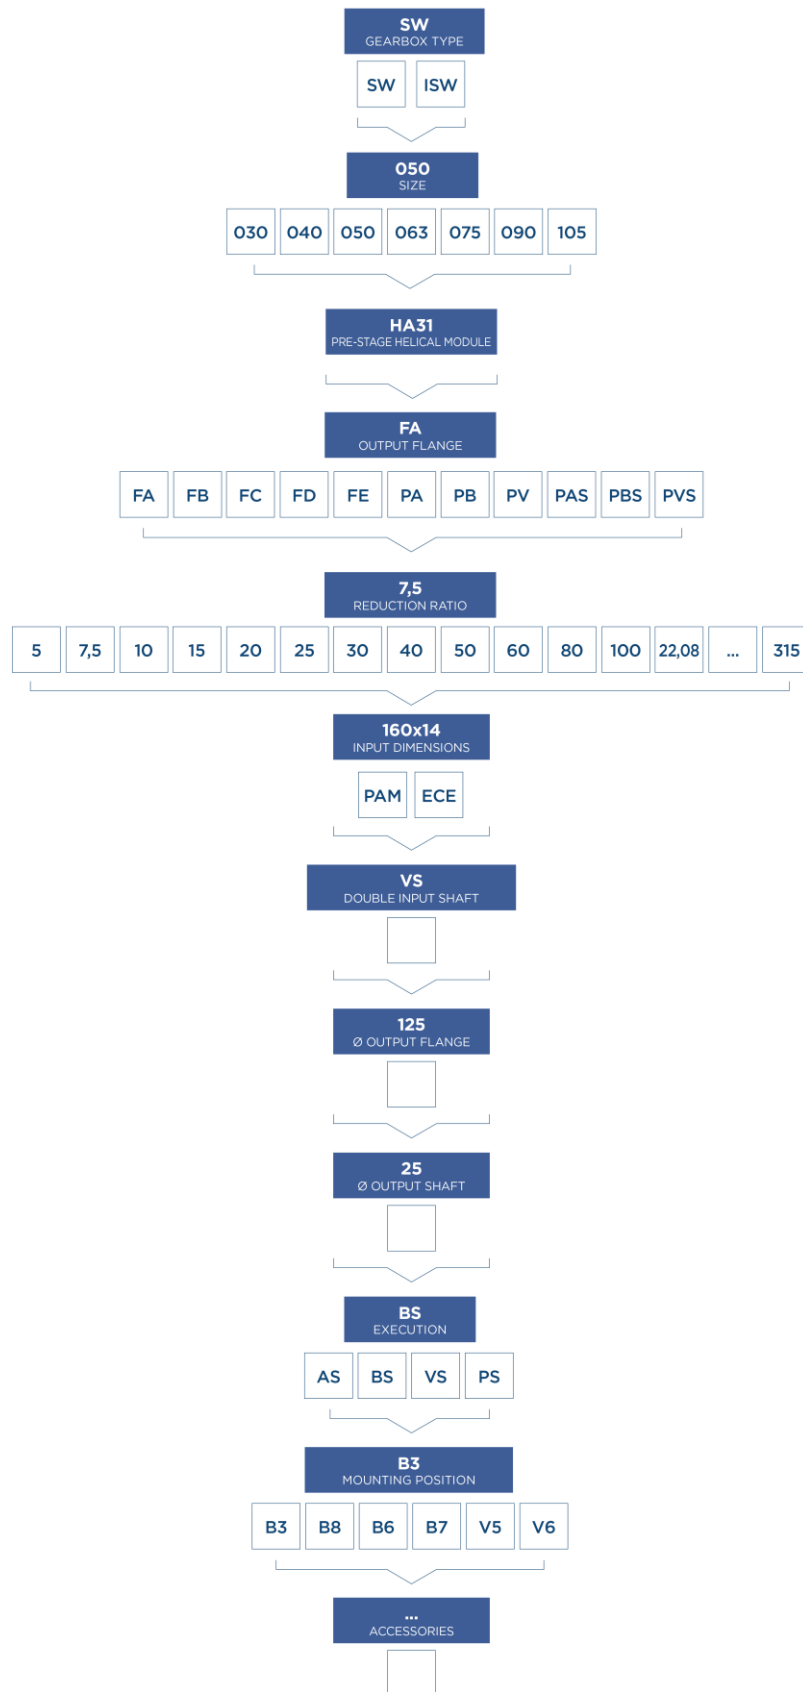 SW
GEARBOX TYPE
SW ISW
050
SIZE
030 040 050 063 075 090 105
HA31
PRE-STAGE HELICAL MODULE
FA
OUTPUT FLANGE
FA FB FC FD FE PA PB PV PAS PBS PVS
7,5
REDUCTION RATIO
5 7,5 10 15 20 25 30 40 50 60 80 100 22,08 ... 315
160x14
INPUT DIMENSIONS
PAM ECE
VS
DOUBLE INPUT SHAFT
125
Ø OUTPUT FLANGE
25
Ø OUTPUT SHAFT
BS
EXECUTION
AS BS VS PS
B3
MOUNTING POSITION
B3 B8 B6 B7 V5 V6
...
ACCESSORIES